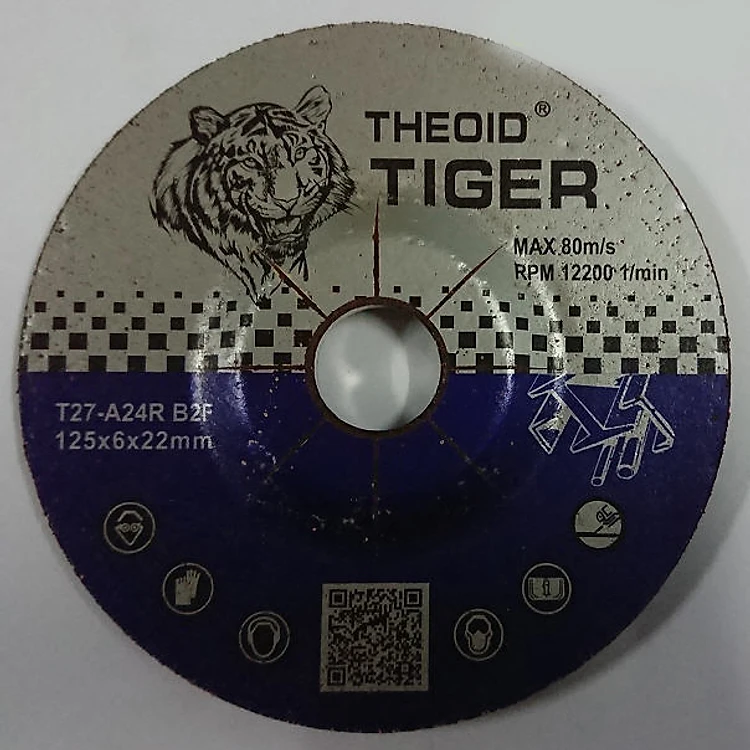 THEOID ®
TIGER
MAX 80m/s
RPM 12200 1/min
T27-A24R B2F
125x6x22mm